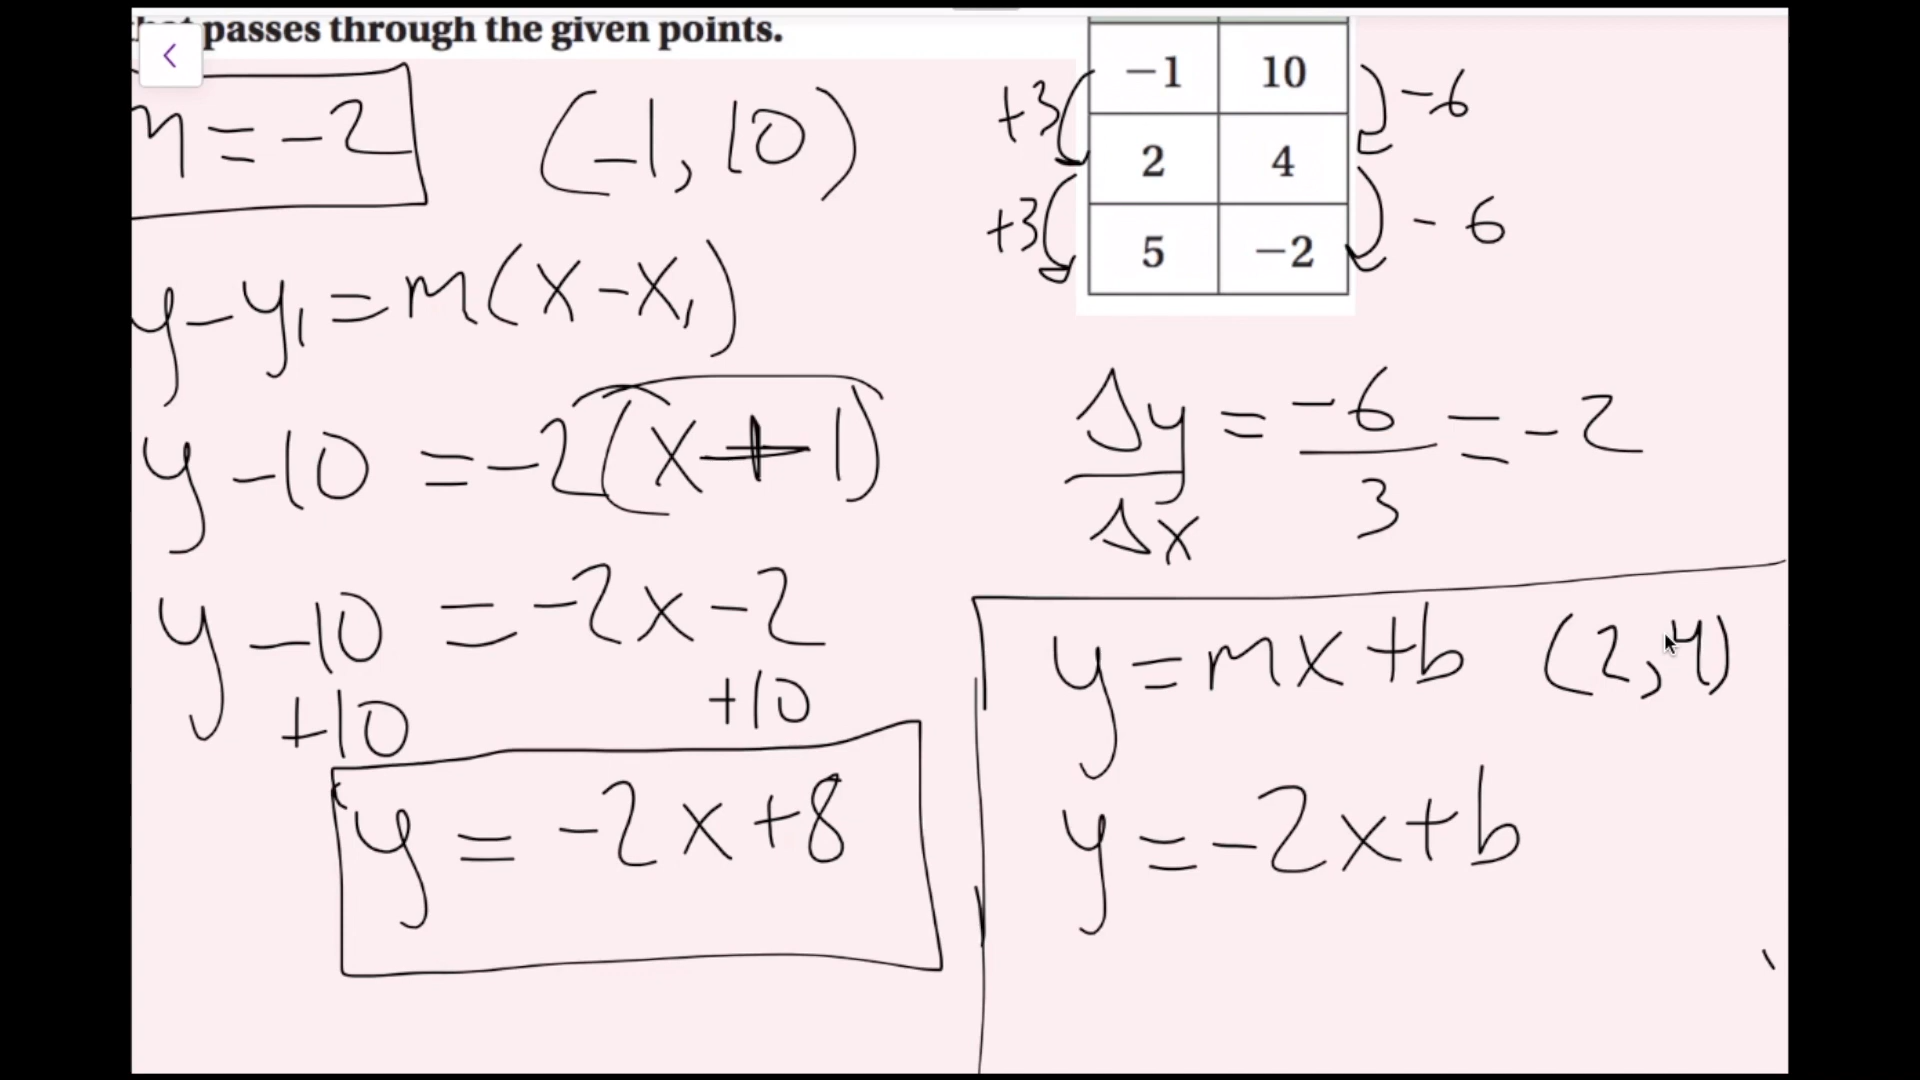 passes through the given points.
m = -2 (-1, 10)
y - y₁ = m(x - x₁)
y - 10 = -2(x + 1)
y - 10 = -2x - 2
+10 +10
y = -2x + 8
-1 10
2 4
5 -2
+3 -6
+3 -6
Δy/Δx = -6/3 = -2
y = mx + b (2, 4)
y = -2x + b